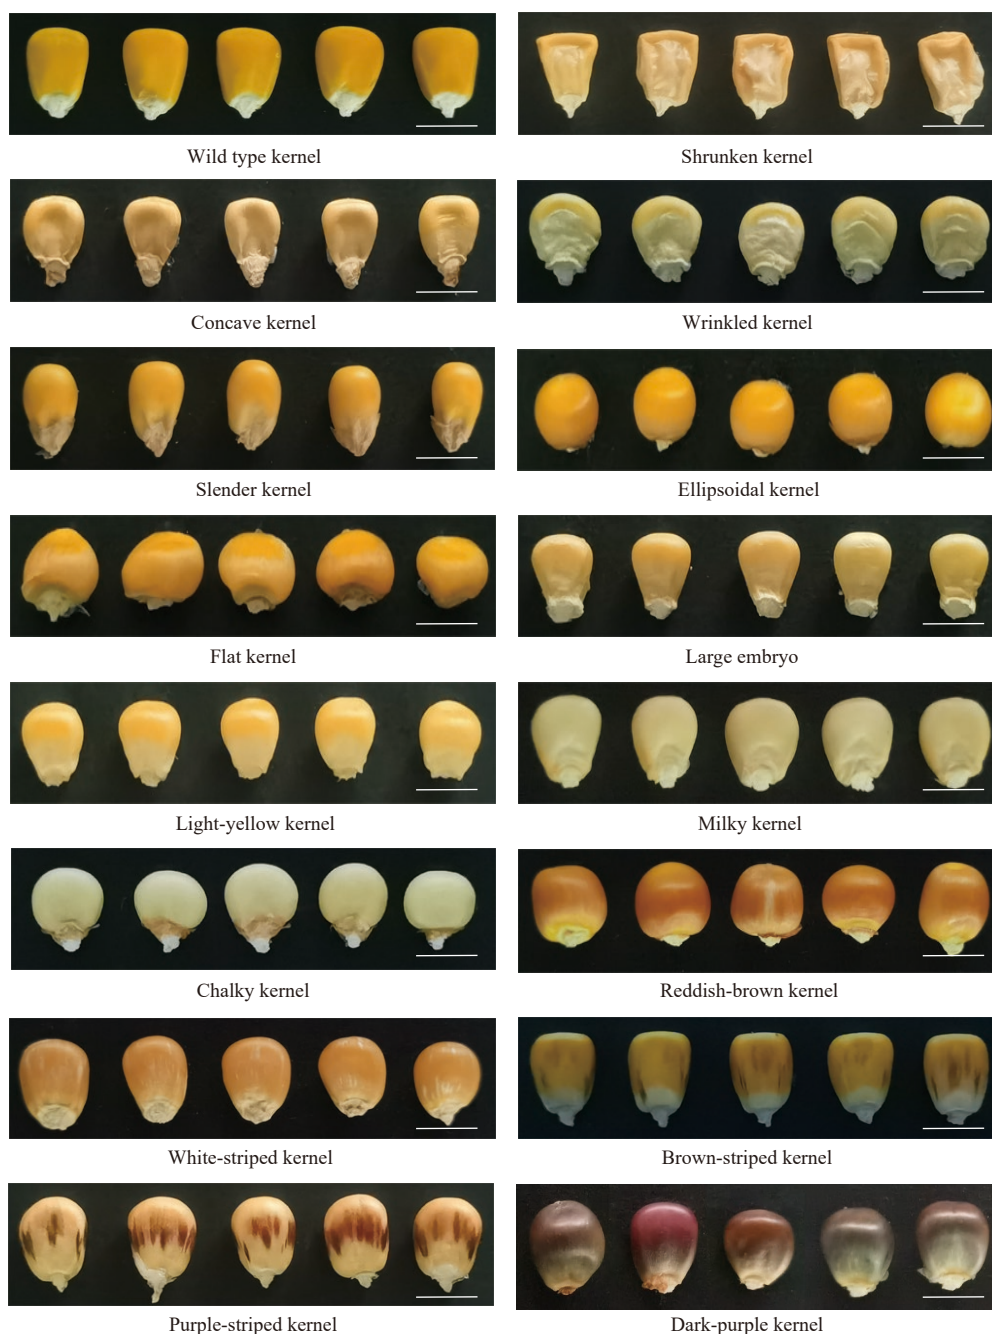 Wild type kernel
Shrunken kernel
Concave kernel
Wrinkled kernel
Slender kernel
Ellipsoidal kernel
Flat kernel
Large embryo
Light-yellow kernel
Milky kernel
Chalky kernel
Reddish-brown kernel
White-striped kernel
Brown-striped kernel
Purple-striped kernel
Dark-purple kernel